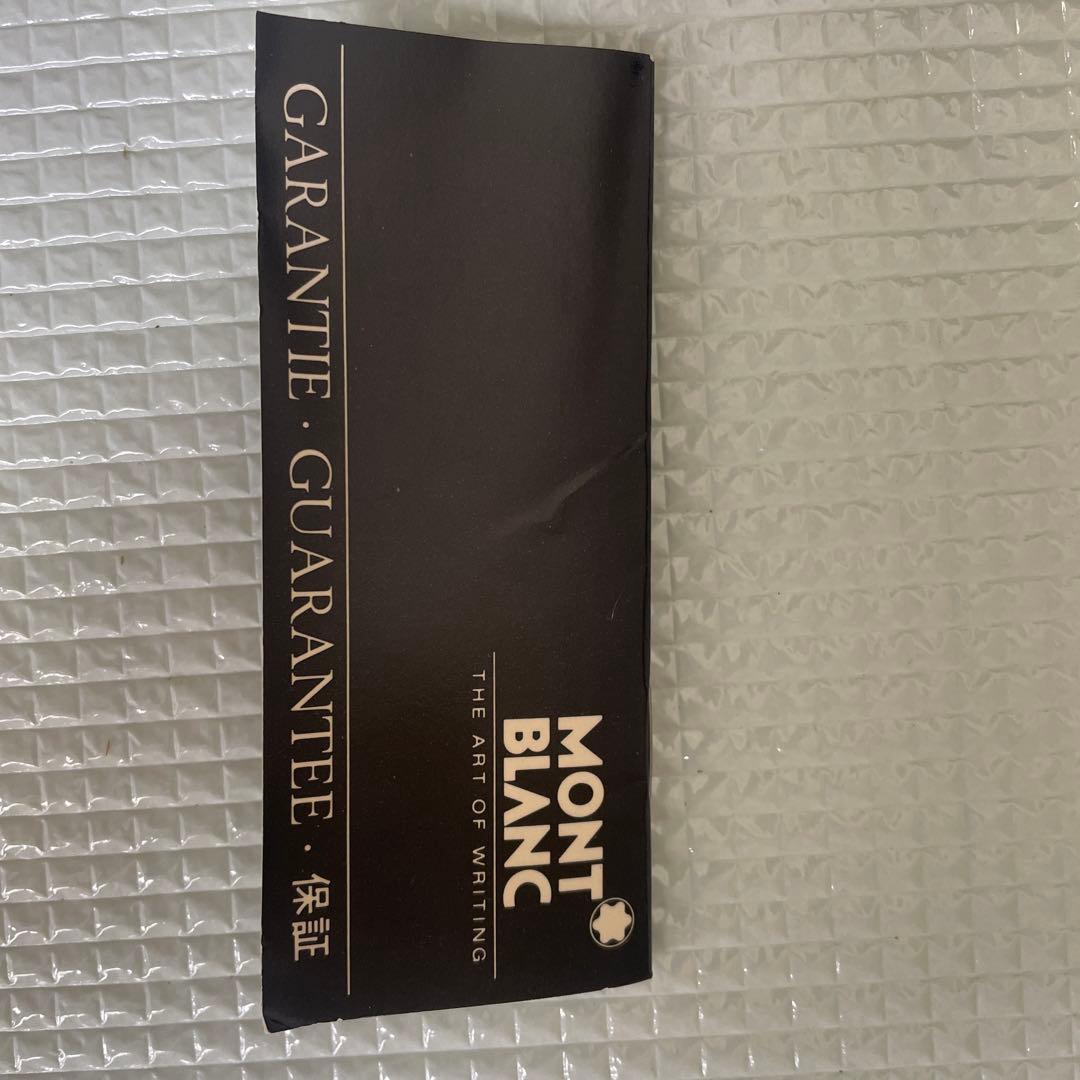 MONT
BLANC
THE ART OF WRITING
GARANTIE · GUARANTEE · 保証